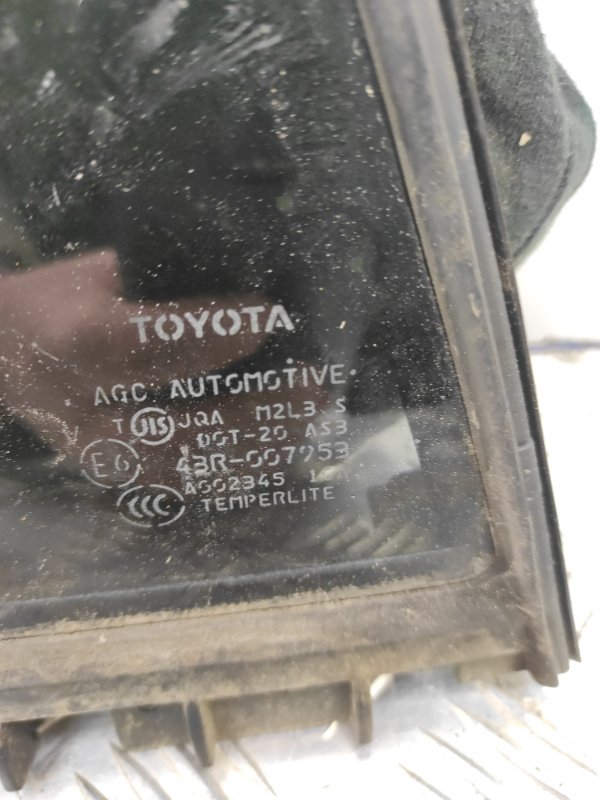 TOYOTA
AGC AUTOMOTIVE
T JIS JQA M2L3 S
DOT-20 AS3
E6 43R-007953
A002345
CCC TEMPERLITE